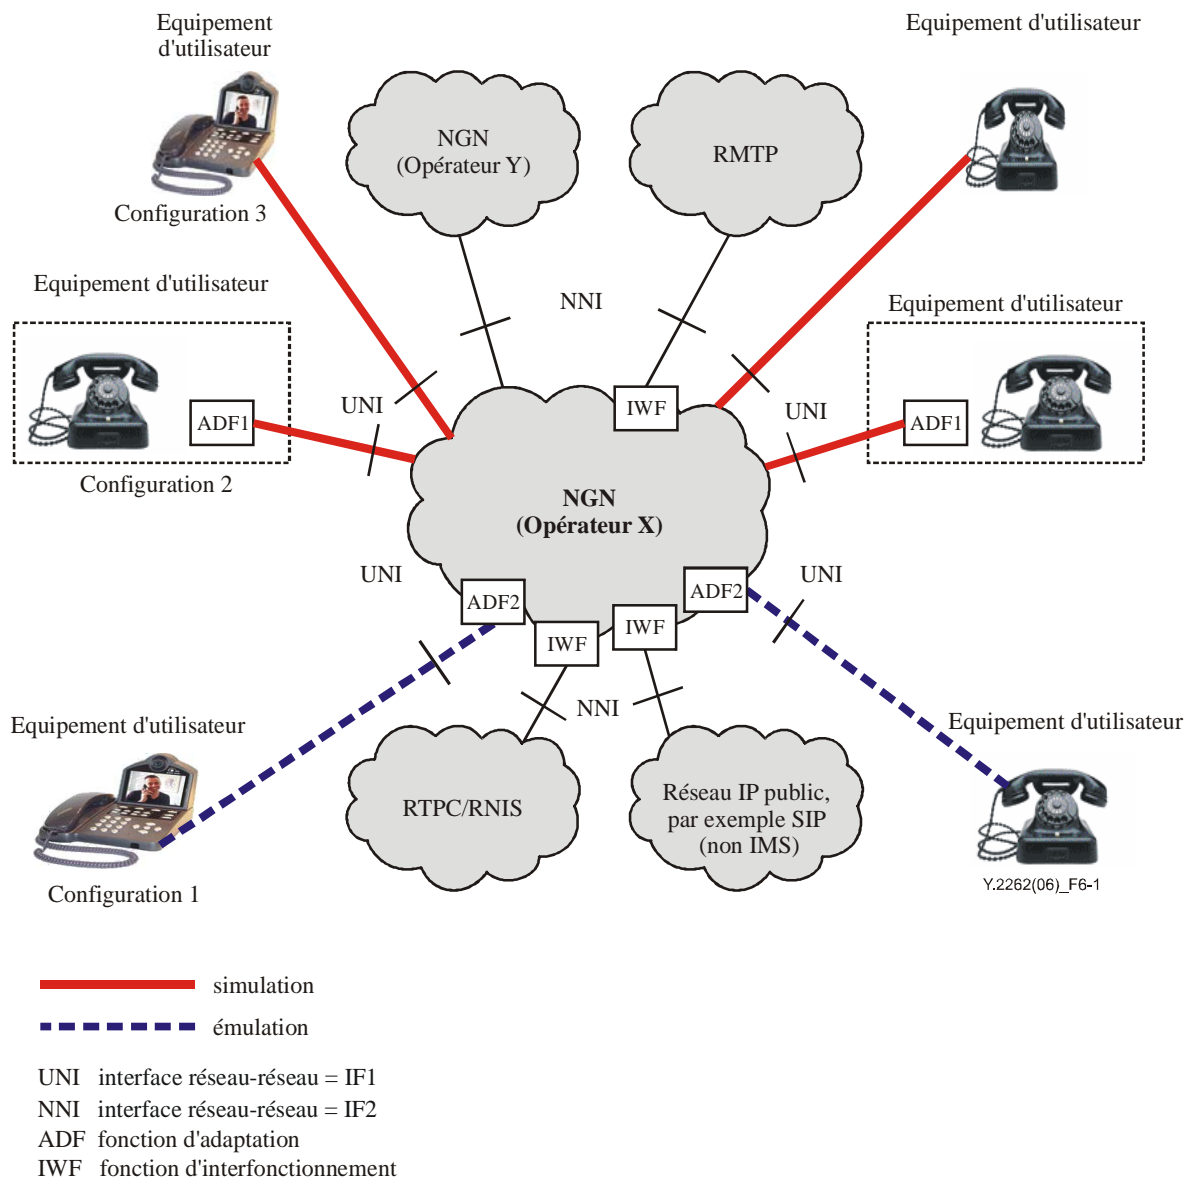 Equipement
d'utilisateur
Equipement d'utilisateur
NGN
(Opérateur Y)
RMTP
Configuration 3
Equipement d'utilisateur
NNI
Equipement d'utilisateur
UNI
IWF
UNI
ADF1
ADF1
Configuration 2
NGN
(Opérateur X)
UNI
UNI
ADF2
ADF2
IWF
IWF
NNI
Equipement d'utilisateur
Equipement d'utilisateur
RTPC/RNIS
Réseau IP public,
par exemple SIP
(non IMS)
Configuration 1
Y.2262(06)_F6-1
simulation
émulation
UNI interface réseau-réseau = IF1
NNI interface réseau-réseau = IF2
ADF fonction d'adaptation
IWF fonction d'interfonctionnement